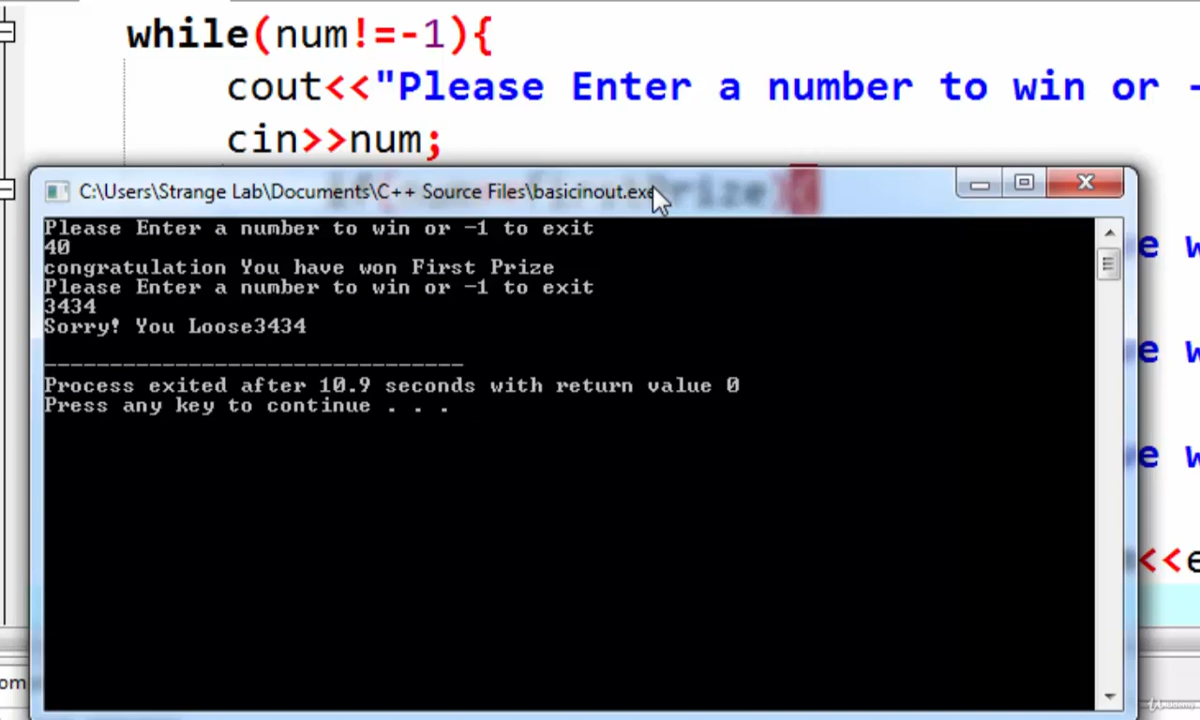 while(num!=-1){
cout<<"Please Enter a number to win or -
cin>>num;
C:\Users\Strange Lab\Documents\C++ Source Files\basicinout.exe
Please Enter a number to win or -1 to exit
40
congratulation You have won First Prize
Please Enter a number to win or -1 to exit
3434
Sorry! You Loose3434
--------------------------------
Process exited after 10.9 seconds with return value 0
Press any key to continue . . .
e w
e w
e w
<<e
om